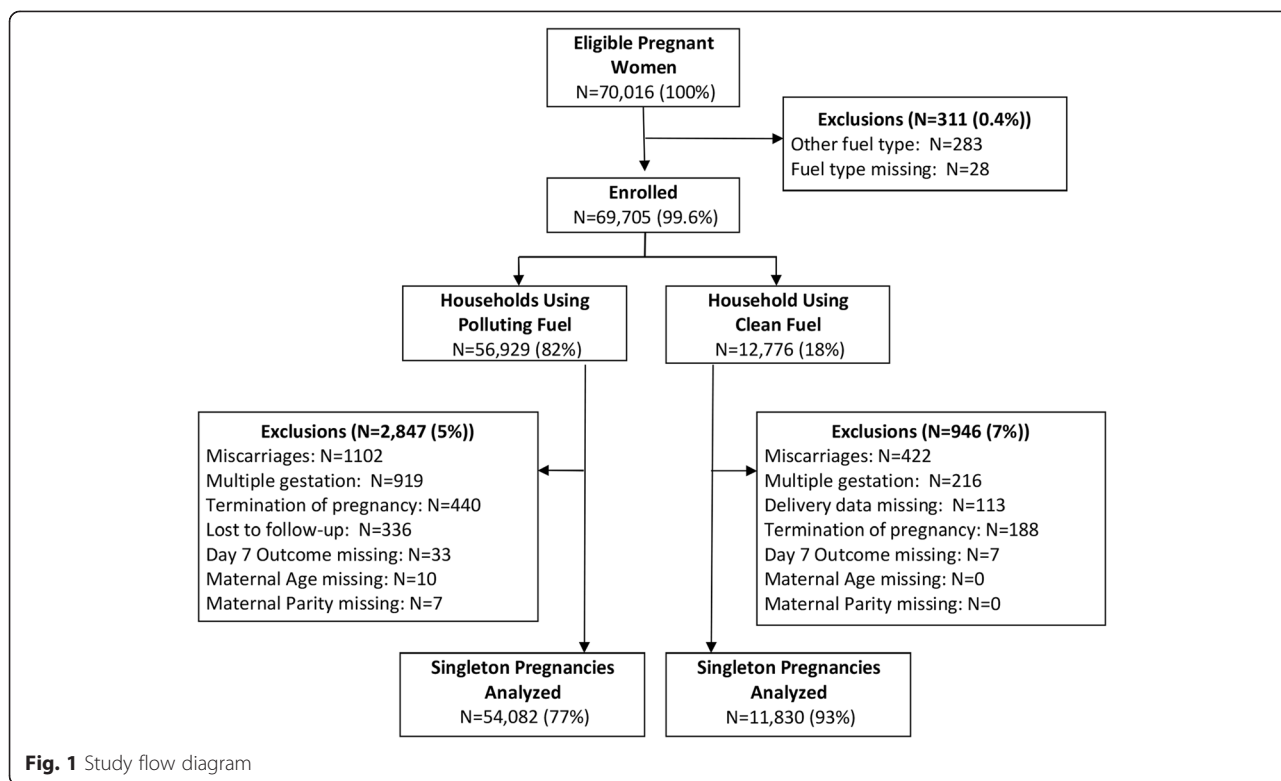 Eligible Pregnant
Women
N=70,016 (100%)
Exclusions (N=311 (0.4%))
Other fuel type: N=283
Fuel type missing: N=28
Enrolled
N=69,705 (99.6%)
Households Using
Polluting Fuel
N=56,929 (82%)
Household Using
Clean Fuel
N=12,776 (18%)
Exclusions (N=2,847 (5%))
Miscarriages: N=1102
Multiple gestation: N=919
Termination of pregnancy: N=440
Lost to follow-up: N=336
Day 7 Outcome missing: N=33
Maternal Age missing: N=10
Maternal Parity missing: N=7
Exclusions (N=946 (7%))
Miscarriages: N=422
Multiple gestation: N=216
Delivery data missing: N=113
Termination of pregnancy: N=188
Day 7 Outcome missing: N=7
Maternal Age missing: N=0
Maternal Parity missing: N=0
Singleton Pregnancies
Analyzed
N=54,082 (77%)
Singleton Pregnancies
Analyzed
N=11,830 (93%)
Fig. 1 Study flow diagram